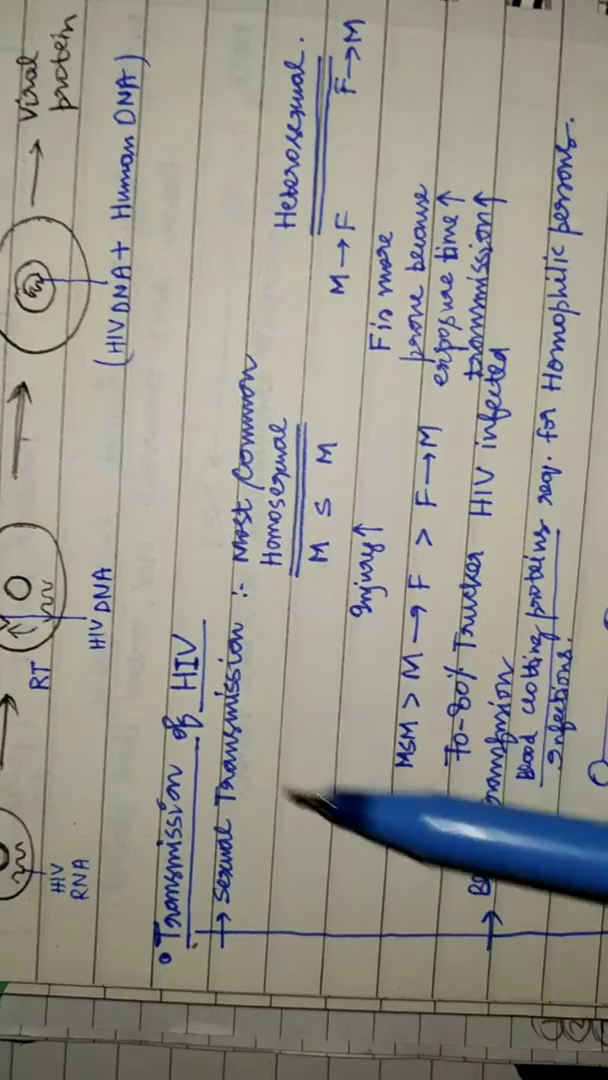 → Viral protein
HIV RNA
RT
HIV DNA
(HIV DNA + Human DNA)
• Transmission of HIV
→ Sexual Transmission :- Most Common
Homosexual Heterosexual.
M S M M → F F → M
Injury↑ F is more
prone because
MSM > M → F > F → M exposure time↑
transmission↑
70-80% Trucker HIV infected
→
Blood clotting proteins req. for Homophilic persons.
Infections.